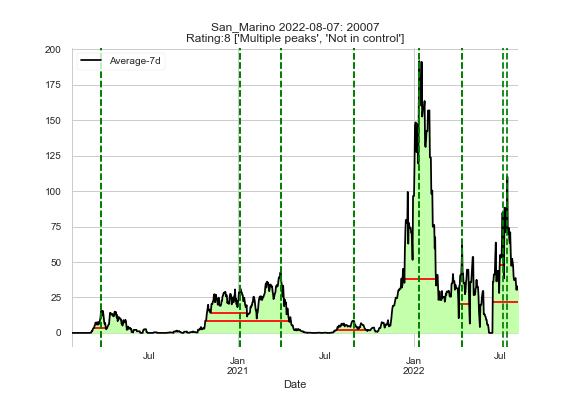 San_Marino 2022-08-07: 20007
Rating:8 ['Multiple peaks', 'Not in control']
Average-7d
200
175
150
125
100
75
50
25
0
Jul
Jan
2021
Jul
Jan
2022
Jul
Date